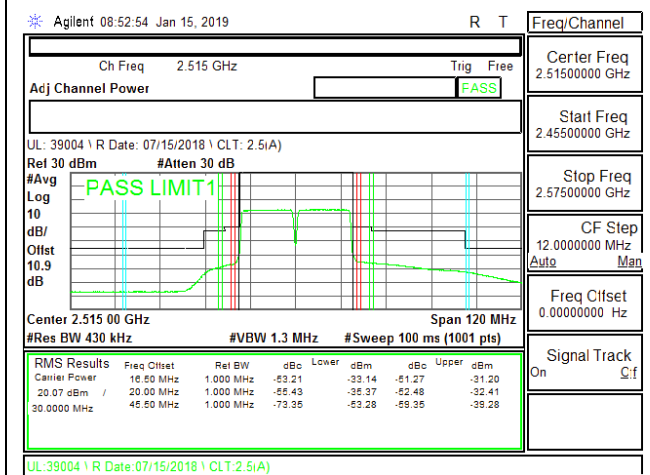 Agilent 08:52:54 Jan 15, 2019 R T
Ch Freq 2.515 GHz Trig Free
Adj Channel Power PASS
UL: 39004 \ R Date: 07/15/2018 \ CLT: 2.5(A)
Ref 30 dBm #Atten 30 dB
#Avg
Log
10
dB/
Offst
10.9
dB
PASS LIMIT1
Center 2.515 00 GHz Span 120 MHz
#Res BW 430 kHz #VBW 1.3 MHz #Sweep 100 ms (1001 pts)
RMS Results Freq Offset Ref BW dBc Lower dBm dBc Upper dBm
Carrier Power 16.50 MHz 1.000 MHz -53.21 -33.14 -51.27 -31.20
20.07 dBm / 20.00 MHz 1.000 MHz -55.43 -35.37 -52.48 -32.41
30.0000 MHz 45.50 MHz 1.000 MHz -73.35 -53.28 -59.35 -39.28
UL:39004 \ R Date:07/15/2018 \ CLT:2.5(A)
Freq/Channel
Center Freq
2.51500000 GHz
Start Freq
2.45500000 GHz
Stop Freq
2.57500000 GHz
CF Step
12.0000000 MHz
Auto Man
Freq Offset
0.00000000 Hz
Signal Track
On Off